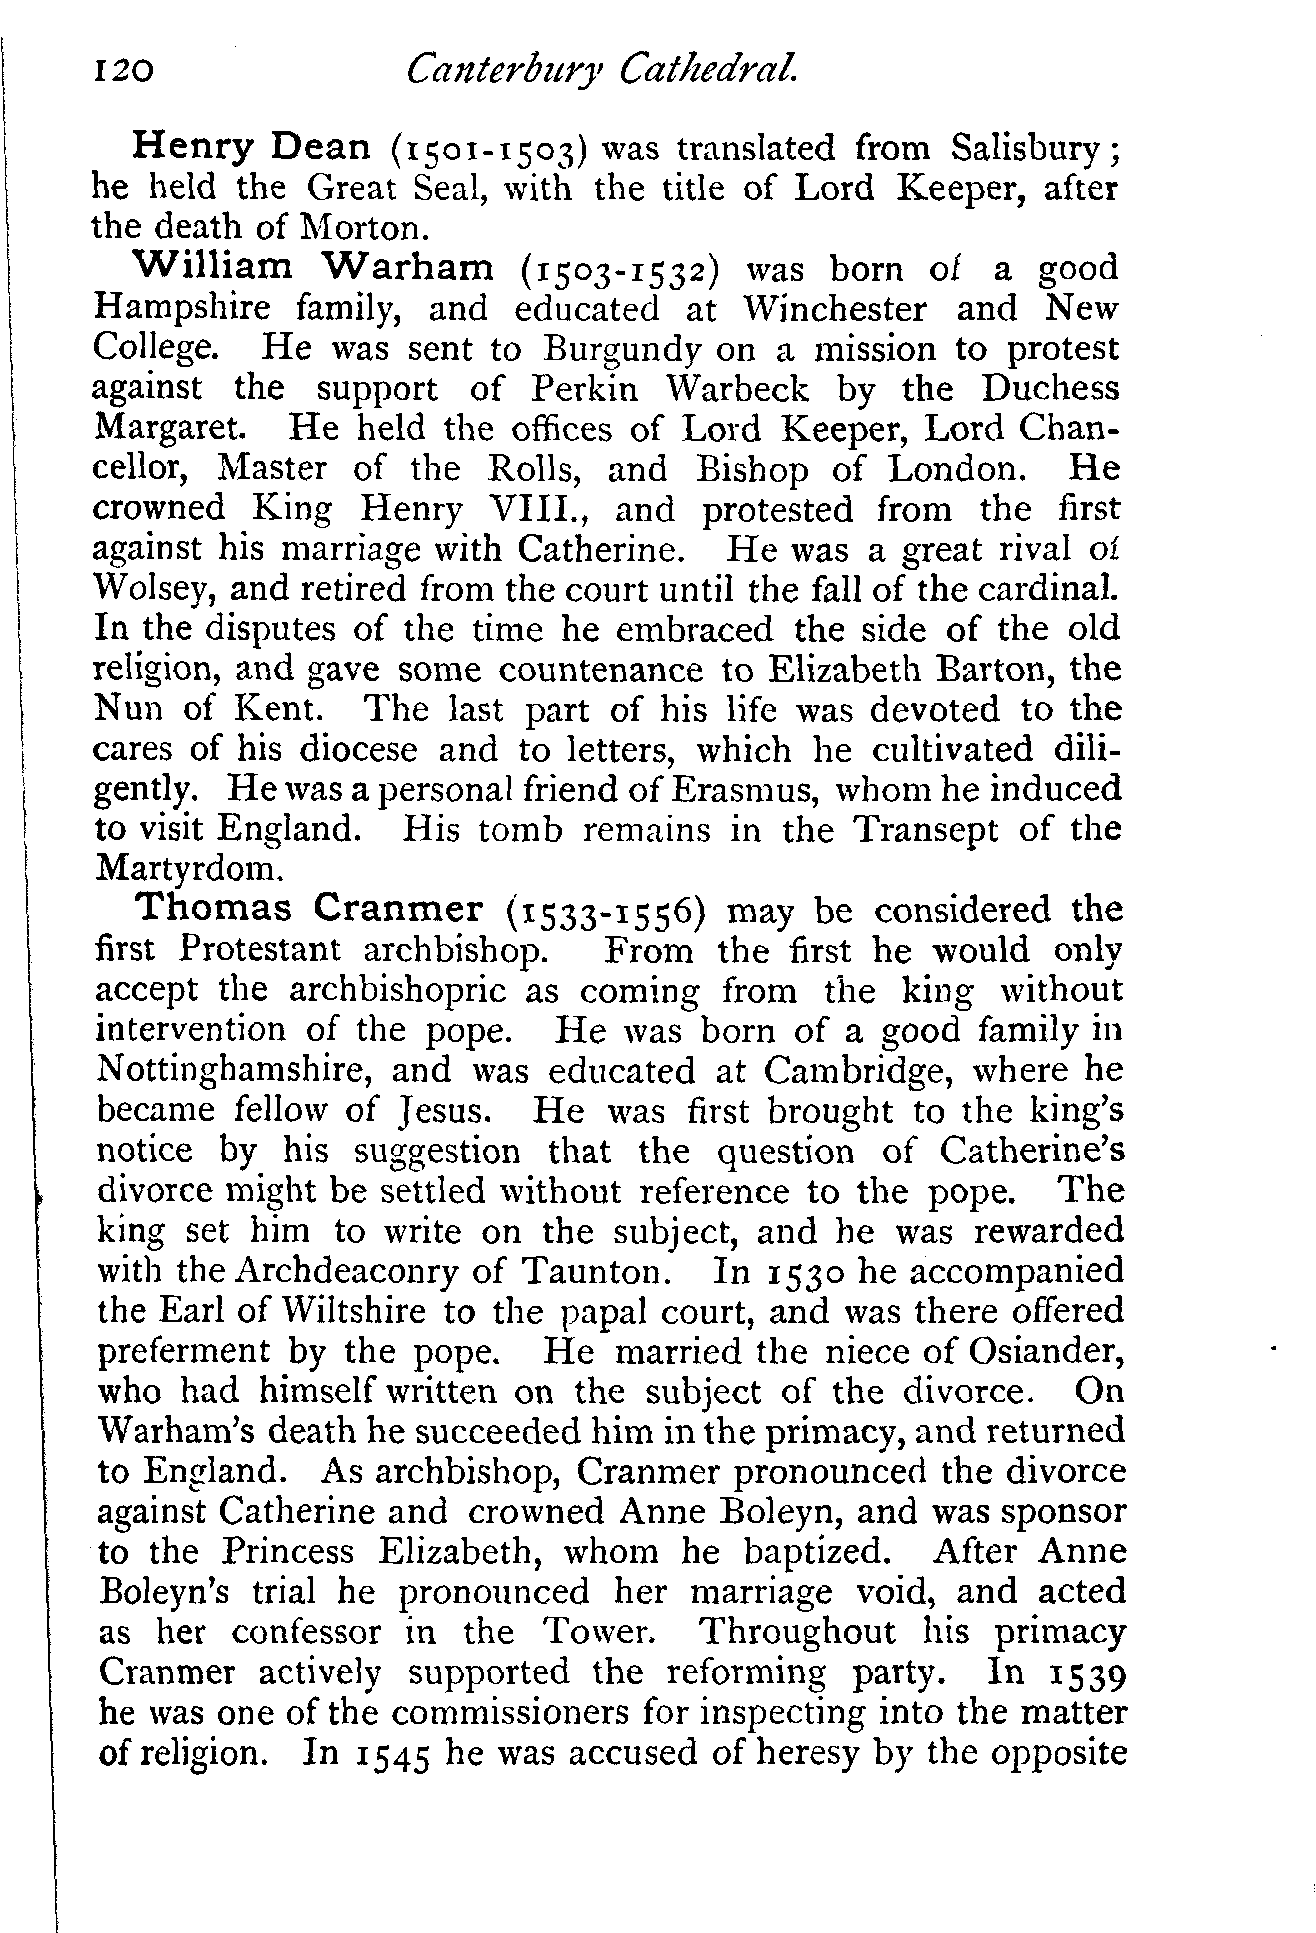 120 Canterbury Cathedral.
Henry Dean (1501-1503) was translated from Salisbury;
he held the Great Seal, with the title of Lord Keeper, after
the death of Morton.
William Warham (1503-1532) was born of a good
Hampshire family, and educated at Winchester and New
College. He was sent to Burgundy on a mission to protest
against the support of Perkin Warbeck by the Duchess
Margaret. He held the offices of Lord Keeper, Lord Chan-
cellor, Master of the Rolls, and Bishop of London. He
crowned King Henry VIII., and protested from the first
against his marriage with Catherine. He was a great rival of
Wolsey, and retired from the court until the fall of the cardinal.
In the disputes of the time he embraced the side of the old
religion, and gave some countenance to Elizabeth Barton, the
Nun of Kent. The last part of his life was devoted to the
cares of his diocese and to letters, which he cultivated dili-
gently. He was a personal friend of Erasmus, whom he induced
to visit England. His tomb remains in the Transept of the
Martyrdom.
Thomas Cranmer (1533-1556) may be considered the
first Protestant archbishop. From the first he would only
accept the archbishopric as coming from the king without
intervention of the pope. He was born of a good family in
Nottinghamshire, and was educated at Cambridge, where he
became fellow of Jesus. He was first brought to the king's
notice by his suggestion that the question of Catherine's
divorce might be settled without reference to the pope. The
king set him to write on the subject, and he was rewarded
with the Archdeaconry of Taunton. In 1530 he accompanied
the Earl of Wiltshire to the papal court, and was there offered
preferment by the pope. He married the niece of Osiander,
who had himself written on the subject of the divorce. On
Warham's death he succeeded him in the primacy, and returned
to England. As archbishop, Cranmer pronounced the divorce
against Catherine and crowned Anne Boleyn, and was sponsor
to the Princess Elizabeth, whom he baptized. After Anne
Boleyn's trial he pronounced her marriage void, and acted
as her confessor in the Tower. Throughout his primacy
Cranmer actively supported the reforming party. In 1539
he was one of the commissioners for inspecting into the matter
of religion. In 1545 he was accused of heresy by the opposite